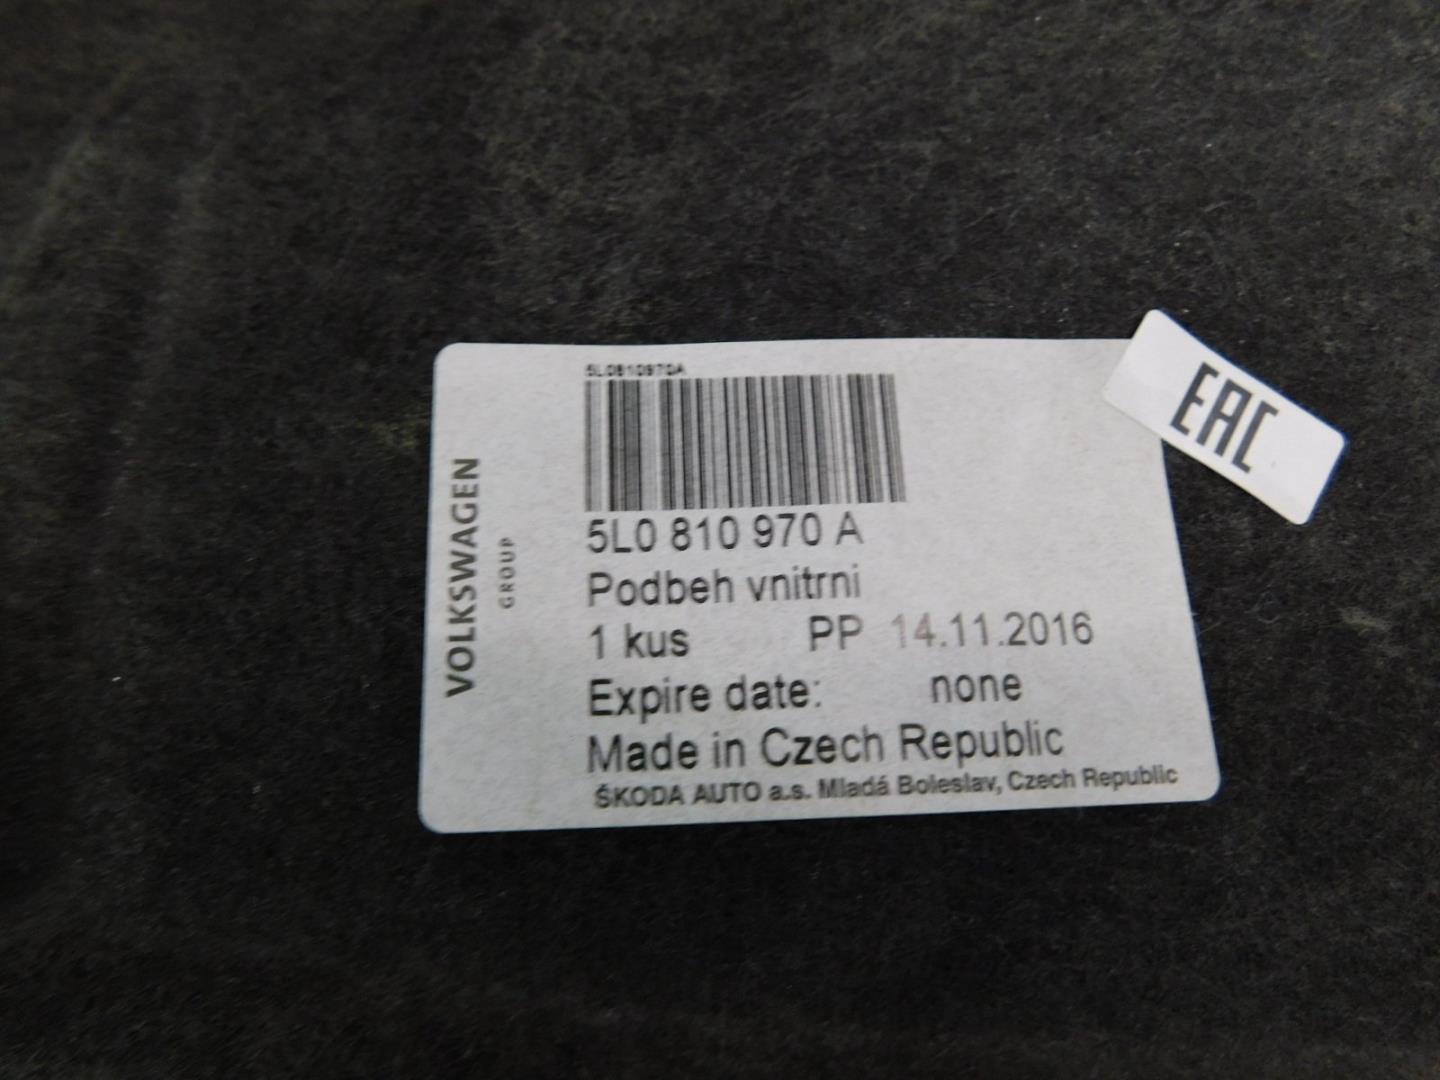 VOLKSWAGEN
GROUP
5L0810970A
5L0 810 970 A
Podbeh vnitrni
1 kus PP 14.11.2016
Expire date: none
Made in Czech Republic
ŠKODA AUTO a.s. Mladá Boleslav, Czech Republic
EAC